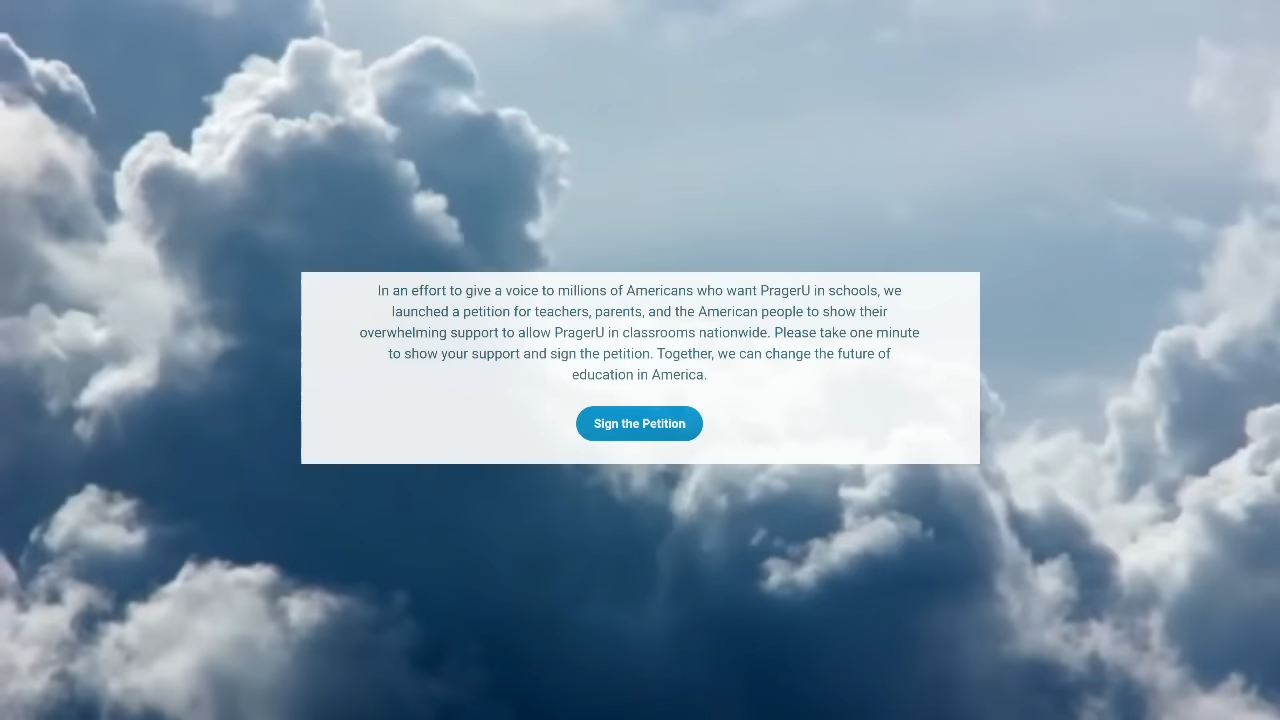 In an effort to give a voice to millions of Americans who want PragerU in schools, we
launched a petition for teachers, parents, and the American people to show their
overwhelming support to allow PragerU in classrooms nationwide. Please take one minute
to show your support and sign the petition. Together, we can change the future of
education in America.
Sign the Petition